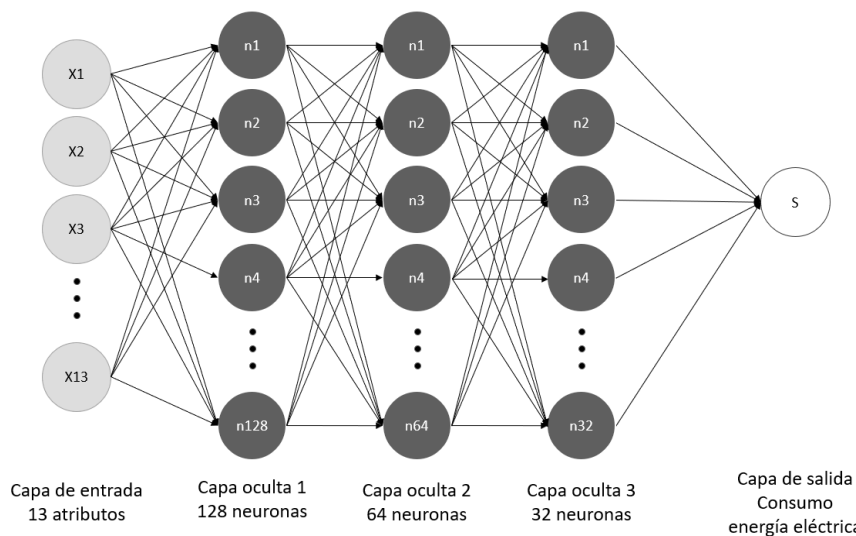 X1
X2
X3
X13
n1
n2
n3
n4
n128
n1
n2
n3
n4
n64
n1
n2
n3
n4
n32
S
Capa de entrada
13 atributos
Capa oculta 1
128 neuronas
Capa oculta 2
64 neuronas
Capa oculta 3
32 neuronas
Capa de salida
Consumo
energía eléctrica